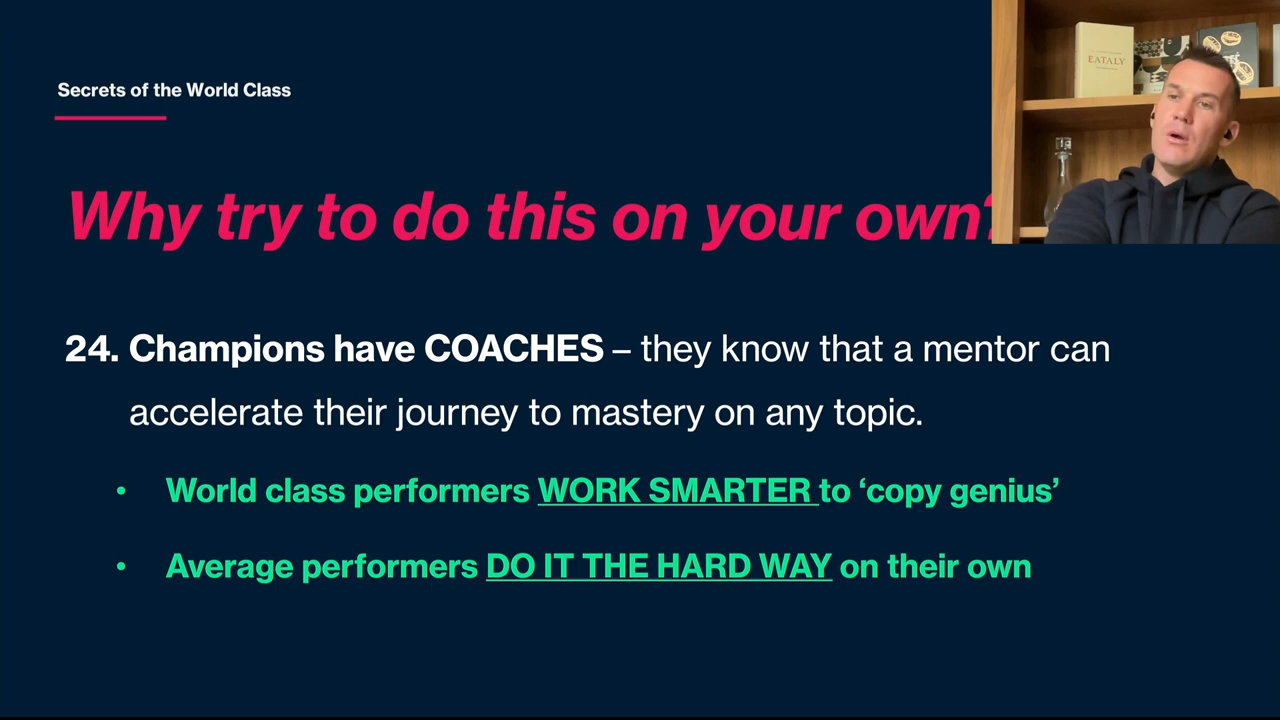 Secrets of the World Class
Why try to do this on your own?
24. Champions have COACHES – they know that a mentor can
accelerate their journey to mastery on any topic.
• World class performers WORK SMARTER to ‘copy genius’
• Average performers DO IT THE HARD WAY on their own
EATALY